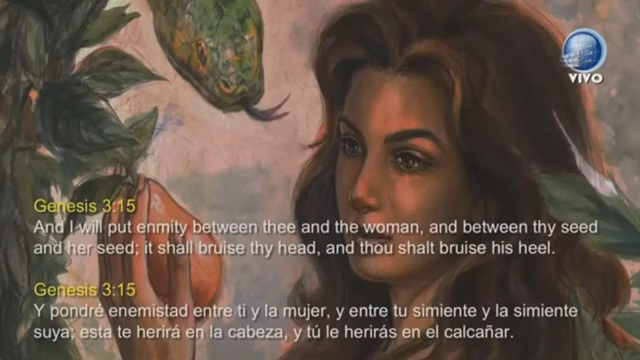 VIVO
Genesis 3:15
And I will put enmity between thee and the woman, and between thy seed
and her seed; it shall bruise thy head, and thou shalt bruise his heel.
Genesis 3:15
Y pondré enemistad entre ti y la mujer, y entre tu simiente y la simiente
suya; esta te herirá en la cabeza, y tú le herirás en el calcañar.